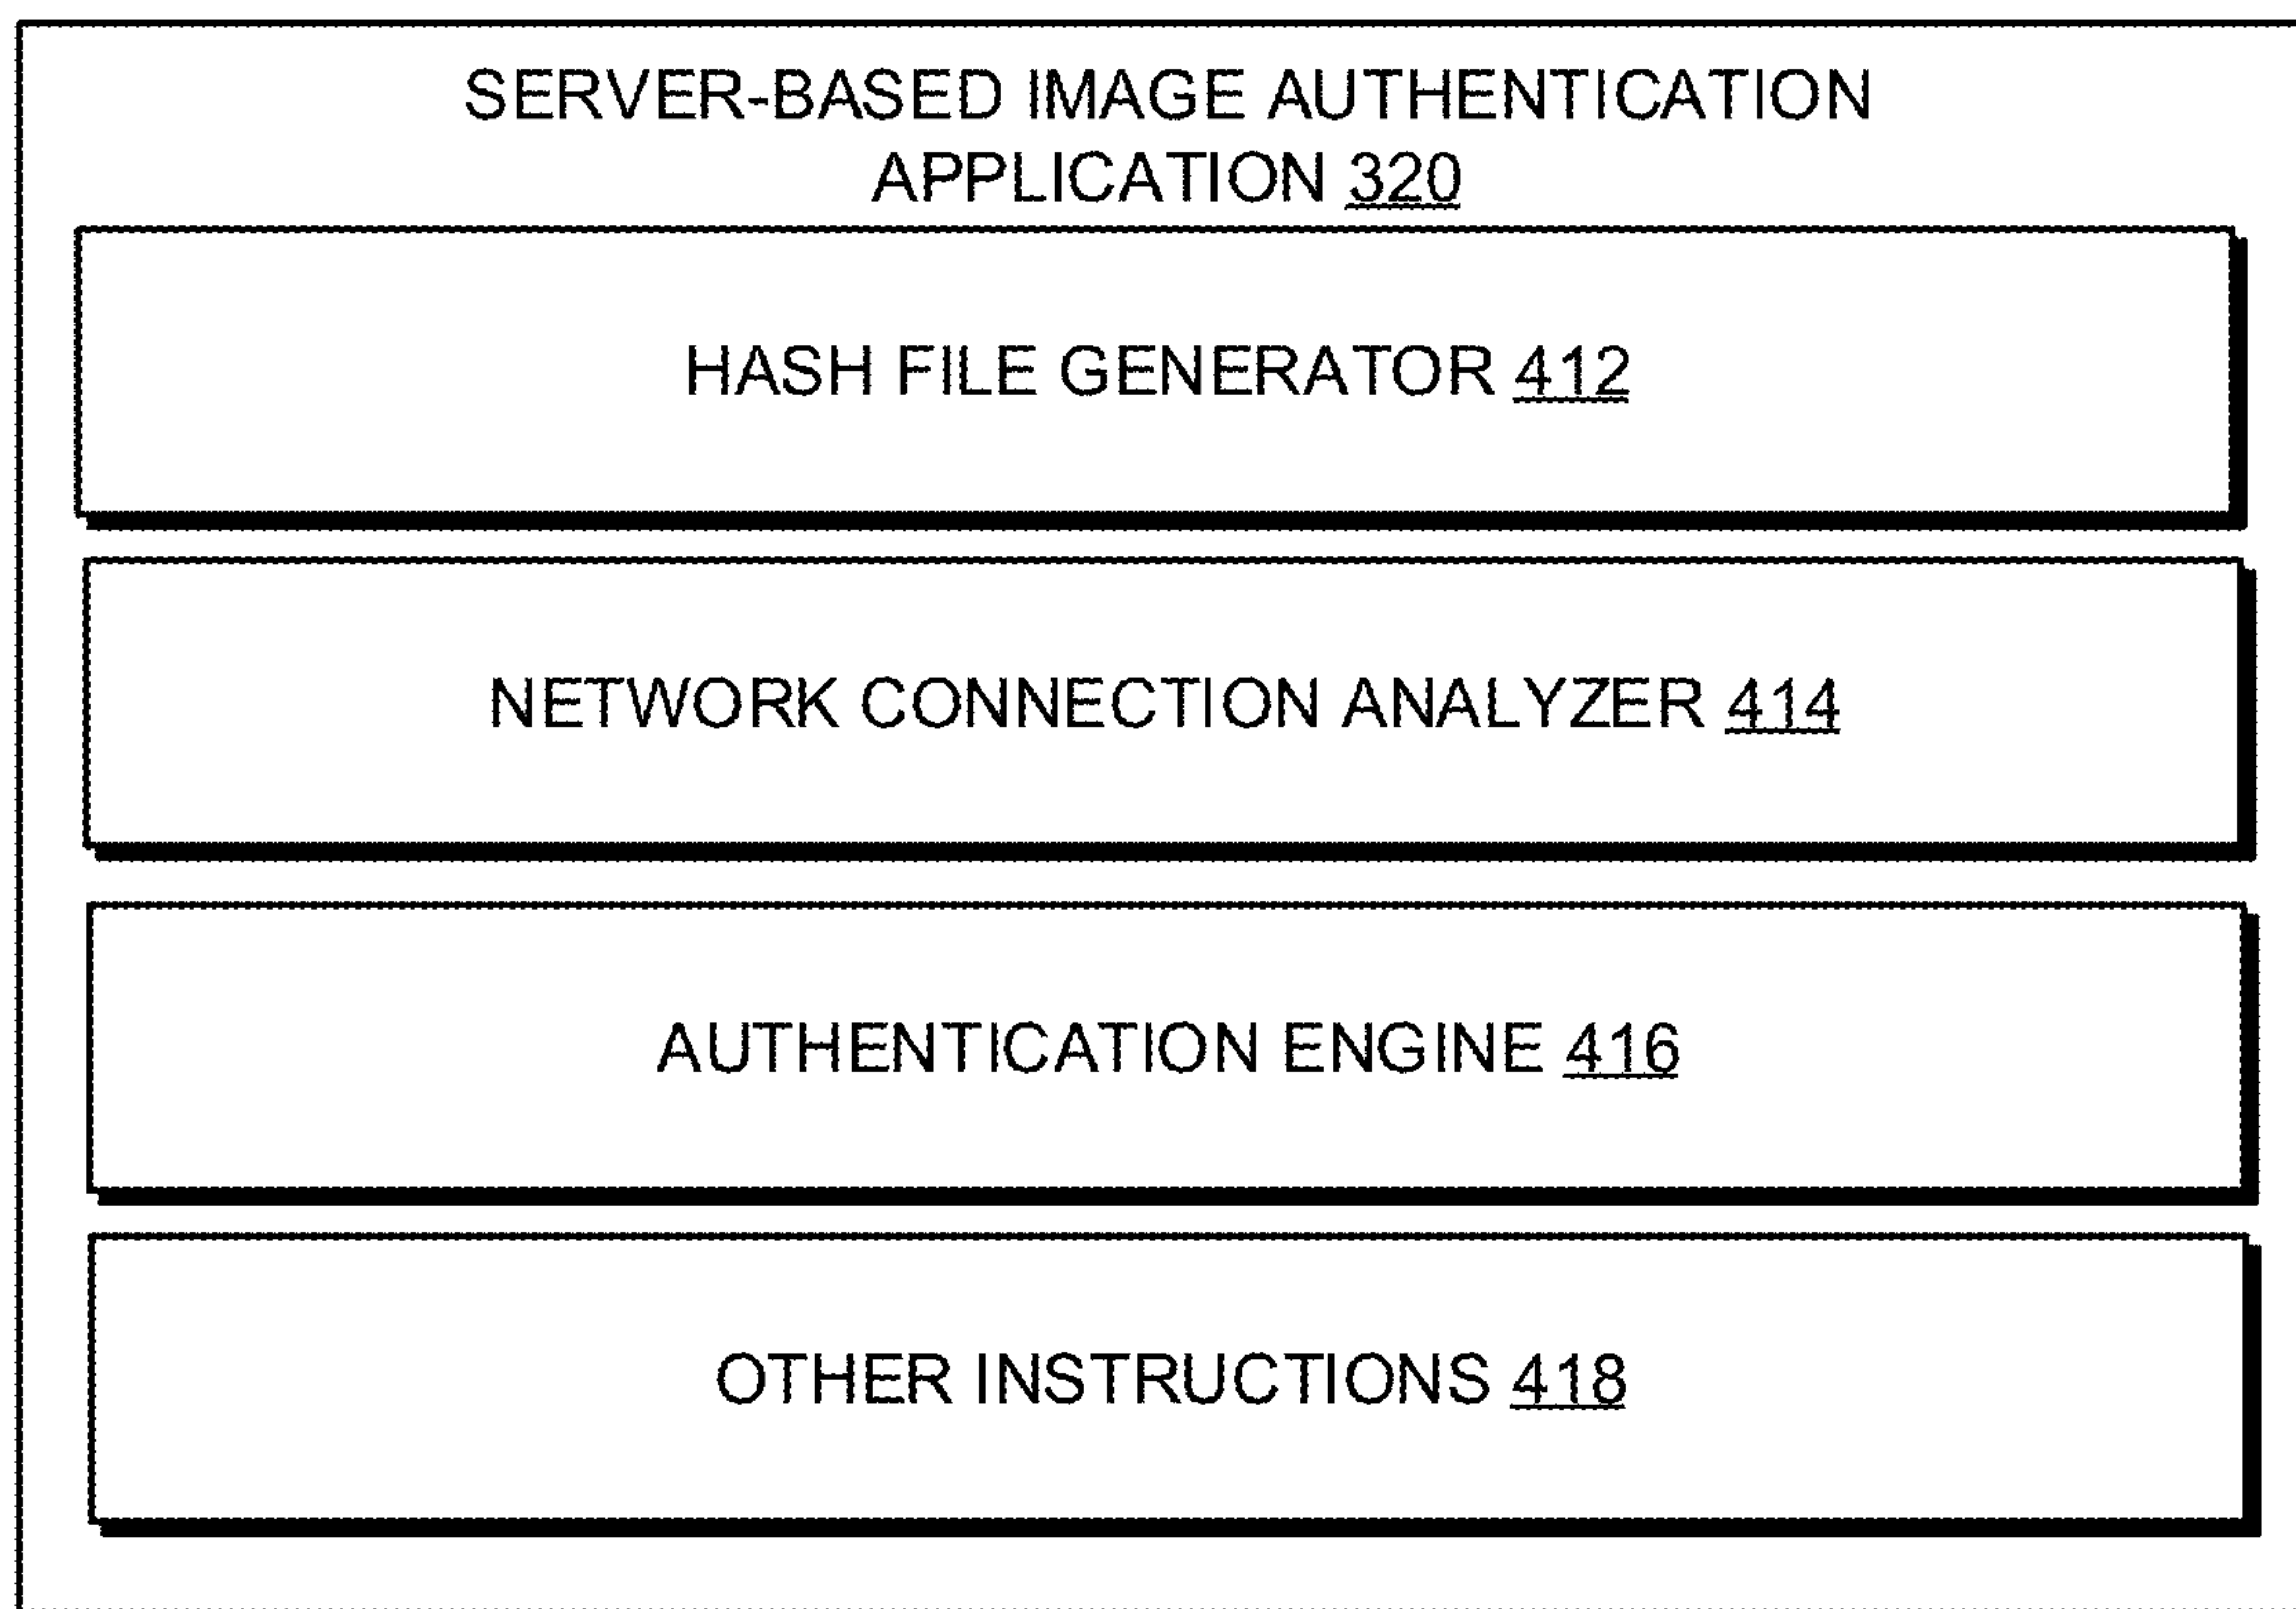 SERVER-BASED IMAGE AUTHENTICATION
APPLICATION 320
HASH FILE GENERATOR 412
NETWORK CONNECTION ANALYZER 414
AUTHENTICATION ENGINE 416
OTHER INSTRUCTIONS 418